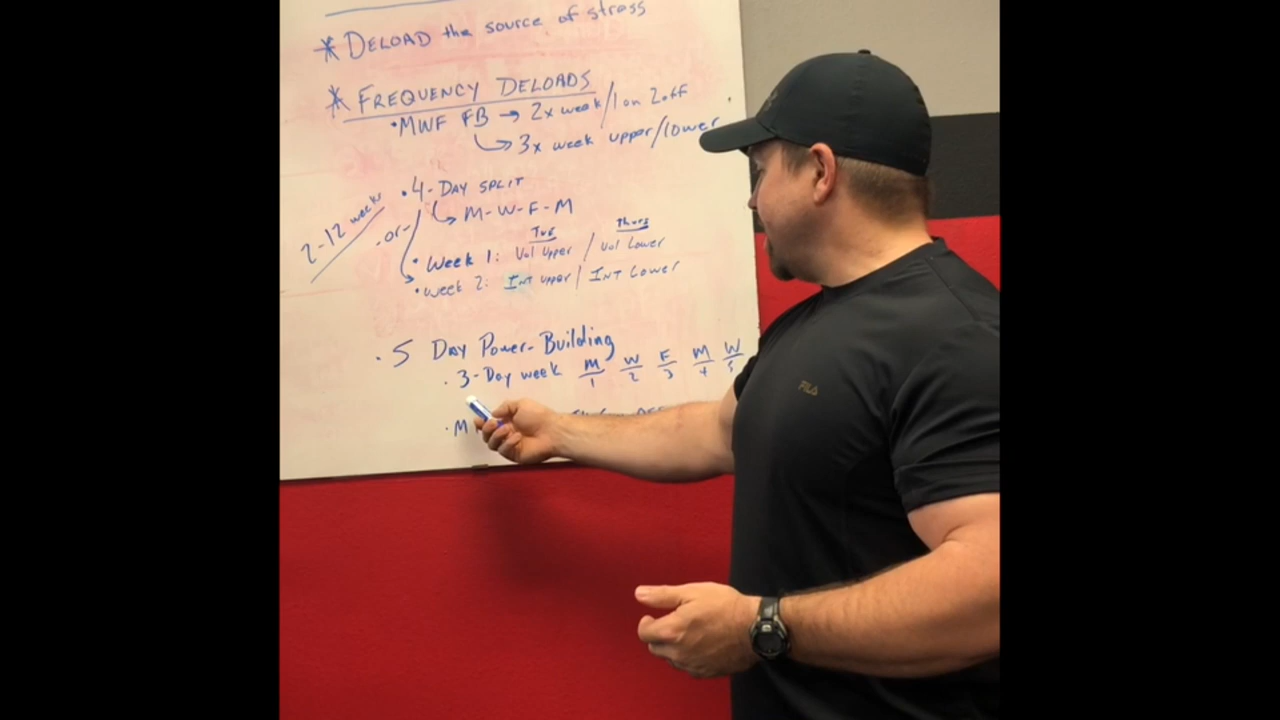 * DELOAD the source of stress
* FREQUENCY DELOADS
• MWF FB → 2x week/1 on 2 off
↳ 3x week upper/lower
2-12 weeks
• 4-DAY SPLIT
↳ M-W-F-M
-or-
Tue Thurs
• Week 1: Vol Upper / Vol Lower
• Week 2: INT Upper / INT Lower
• 5 Day Power-Building
• 3-Day week M W F M W
1 2 3 4 5
• M
FILA